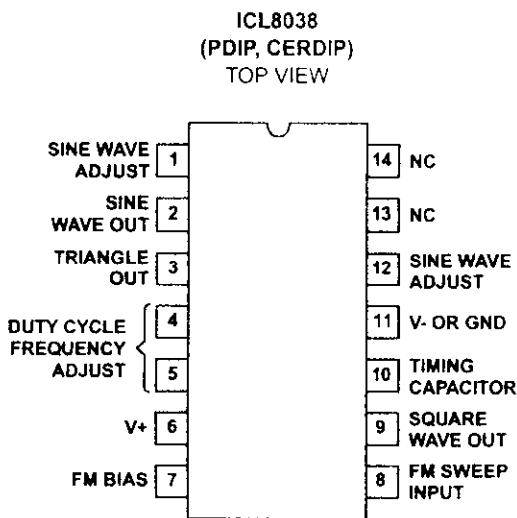 ICL8038
(PDIP, CERDIP)
TOP VIEW
SINE WAVE
ADJUST
1
14
NC
SINE
WAVE OUT
2
13
NC
TRIANGLE
OUT
3
12
SINE WAVE
ADJUST
DUTY CYCLE
FREQUENCY
ADJUST
4
11
V- OR GND
5
10
TIMING
CAPACITOR
V+
6
9
SQUARE
WAVE OUT
FM BIAS
7
8
FM SWEEP
INPUT